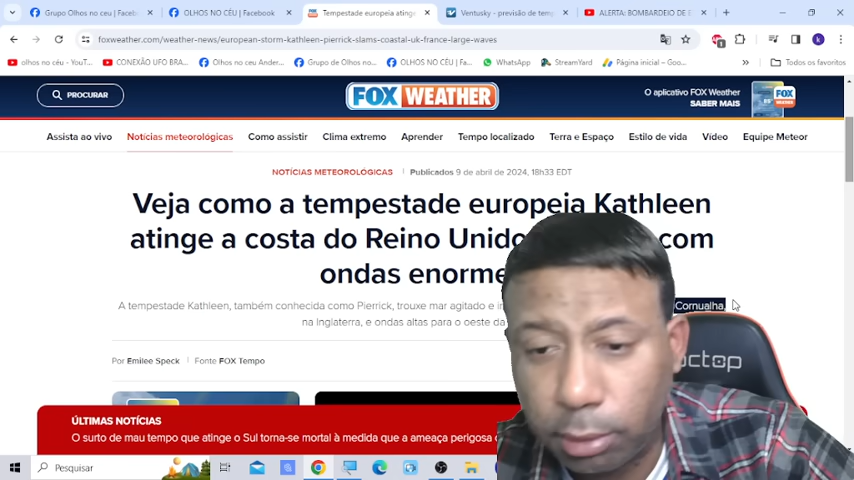 Grupo Olhos no ceu | Faceb
OLHOS NO CÉU | Facebook
Tempestade europeia atinge
Ventusky - previsão de tem
ALERTA: BOMBARDEIO DE
foxweather.com/weather-news/european-storm-kathleen-pierrick-slams-coastal-uk-france-large-waves
k
olhos no céu - YouT...
CONEXÃO UFO BRA...
Olhos no ceu Ander...
Grupo de Olhos no...
OLHOS NO CÉU | Fa...
WhatsApp
StreamYard
Página inicial – Goo...
Todos os favoritos
PROCURAR
FOX WEATHER
O aplicativo FOX Weather
SABER MAIS
FOX
Assista ao vivo
Notícias meteorológicas
Como assistir
Clima extremo
Aprender
Tempo localizado
Terra e Espaço
Estilo de vida
Vídeo
Equipe Meteor
NOTÍCIAS METEOROLÓGICAS
Publicados 9 de abril de 2024, 18h33 EDT
Veja como a tempestade europeia Kathleen
atinge a costa do Reino Unido com
ondas enorme
A tempestade Kathleen, também conhecida como Pierrick, trouxe mar agitado e Cornualha,
na Inglaterra, e ondas altas para o oeste da
Por Emilee Speck
Fonte FOX Tempo
ÚLTIMAS NOTÍCIAS
O surto de mau tempo que atinge o Sul torna-se mortal à medida que a ameaça perigosa
Pesquisar